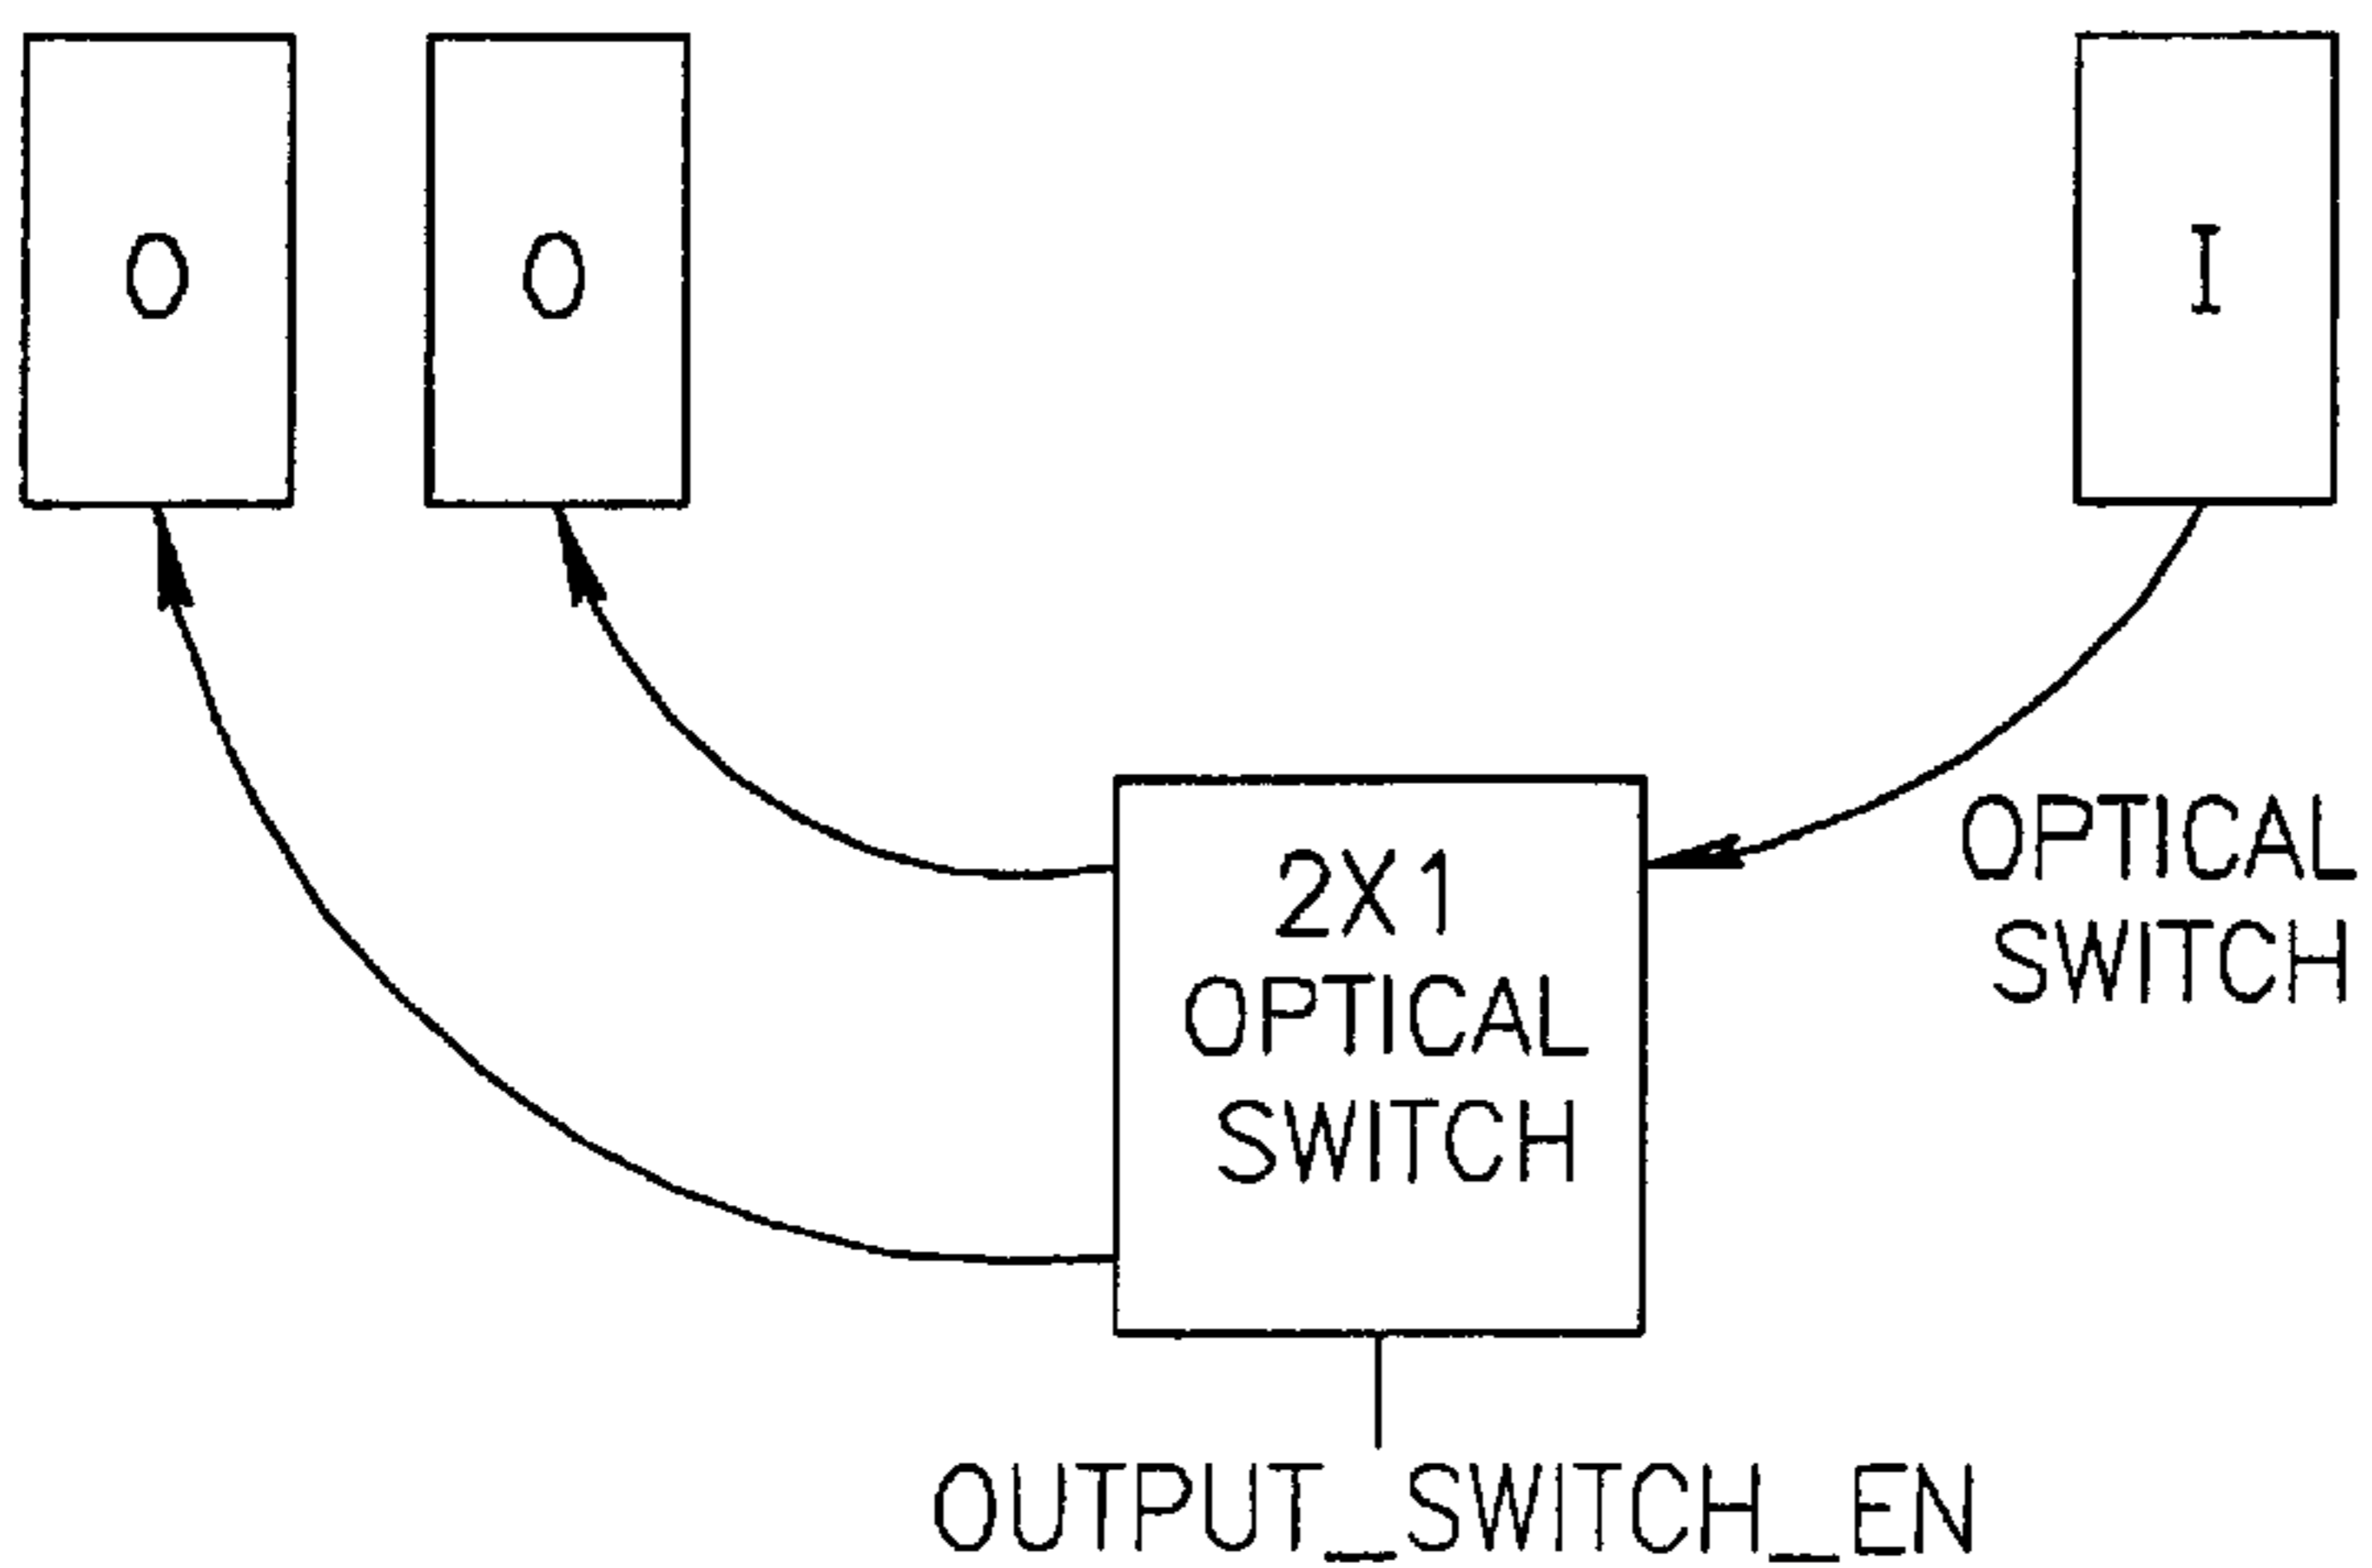 O
O
I
2X1
OPTICAL
SWITCH
OPTICAL
SWITCH
OUTPUT_SWITCH_EN